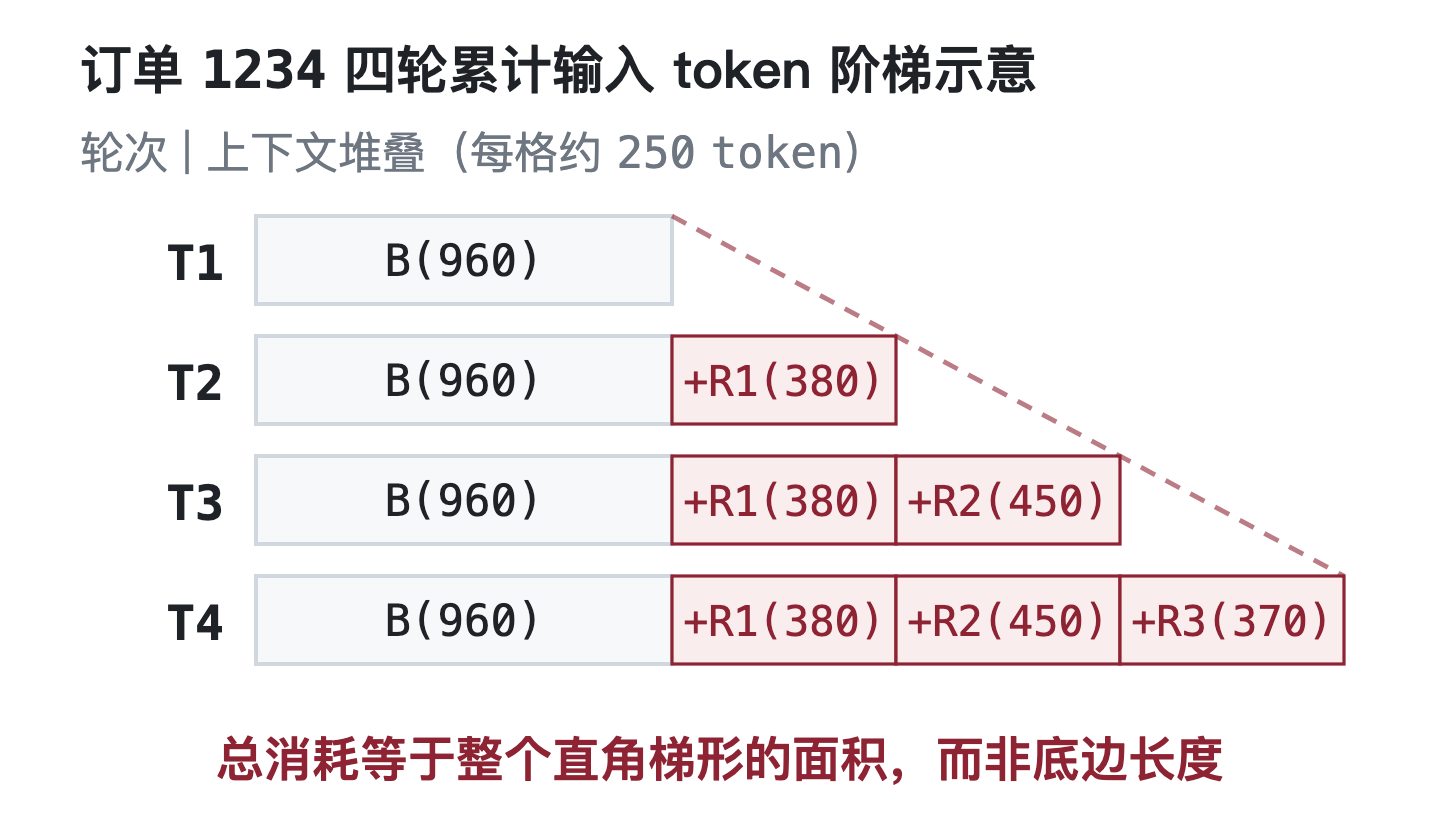 订单 1234 四轮累计输入 token 阶梯示意
轮次 | 上下文堆叠（每格约 250 token）
T1 B(960)
T2 B(960) +R1(380)
T3 B(960) +R1(380) +R2(450)
T4 B(960) +R1(380) +R2(450) +R3(370)
总消耗等于整个直角梯形的面积，而非底边长度